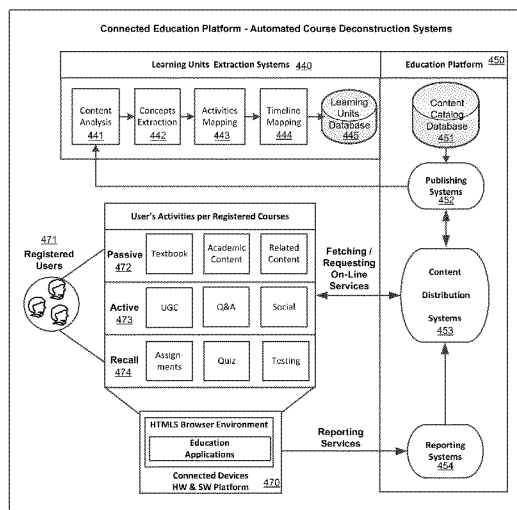 Connected Education Platform - Automated Course Deconstruction Systems
Learning Units Extraction Systems 440
Education Platform 450
Content
Analysis
441
Concepts
Extraction
442
Activities
Mapping
443
Timeline
Mapping
444
Learning
Units
Database
445
Content
Catalog
Database
451
Publishing
Systems
452
User's Activities per Registered Courses
471
Registered
Users
Passive
472
Textbook
Academic
Content
Related
Content
Active
473
UGC
Q&A
Social
Recall
474
Assign-
ments
Quiz
Testing
Fetching /
Requesting
On-Line
Services
Content
Distribution
Systems
453
HTML5 Browser Environment
Education
Applications
Connected Devices
HW & SW Platform 470
Reporting
Services
Reporting
Systems
454